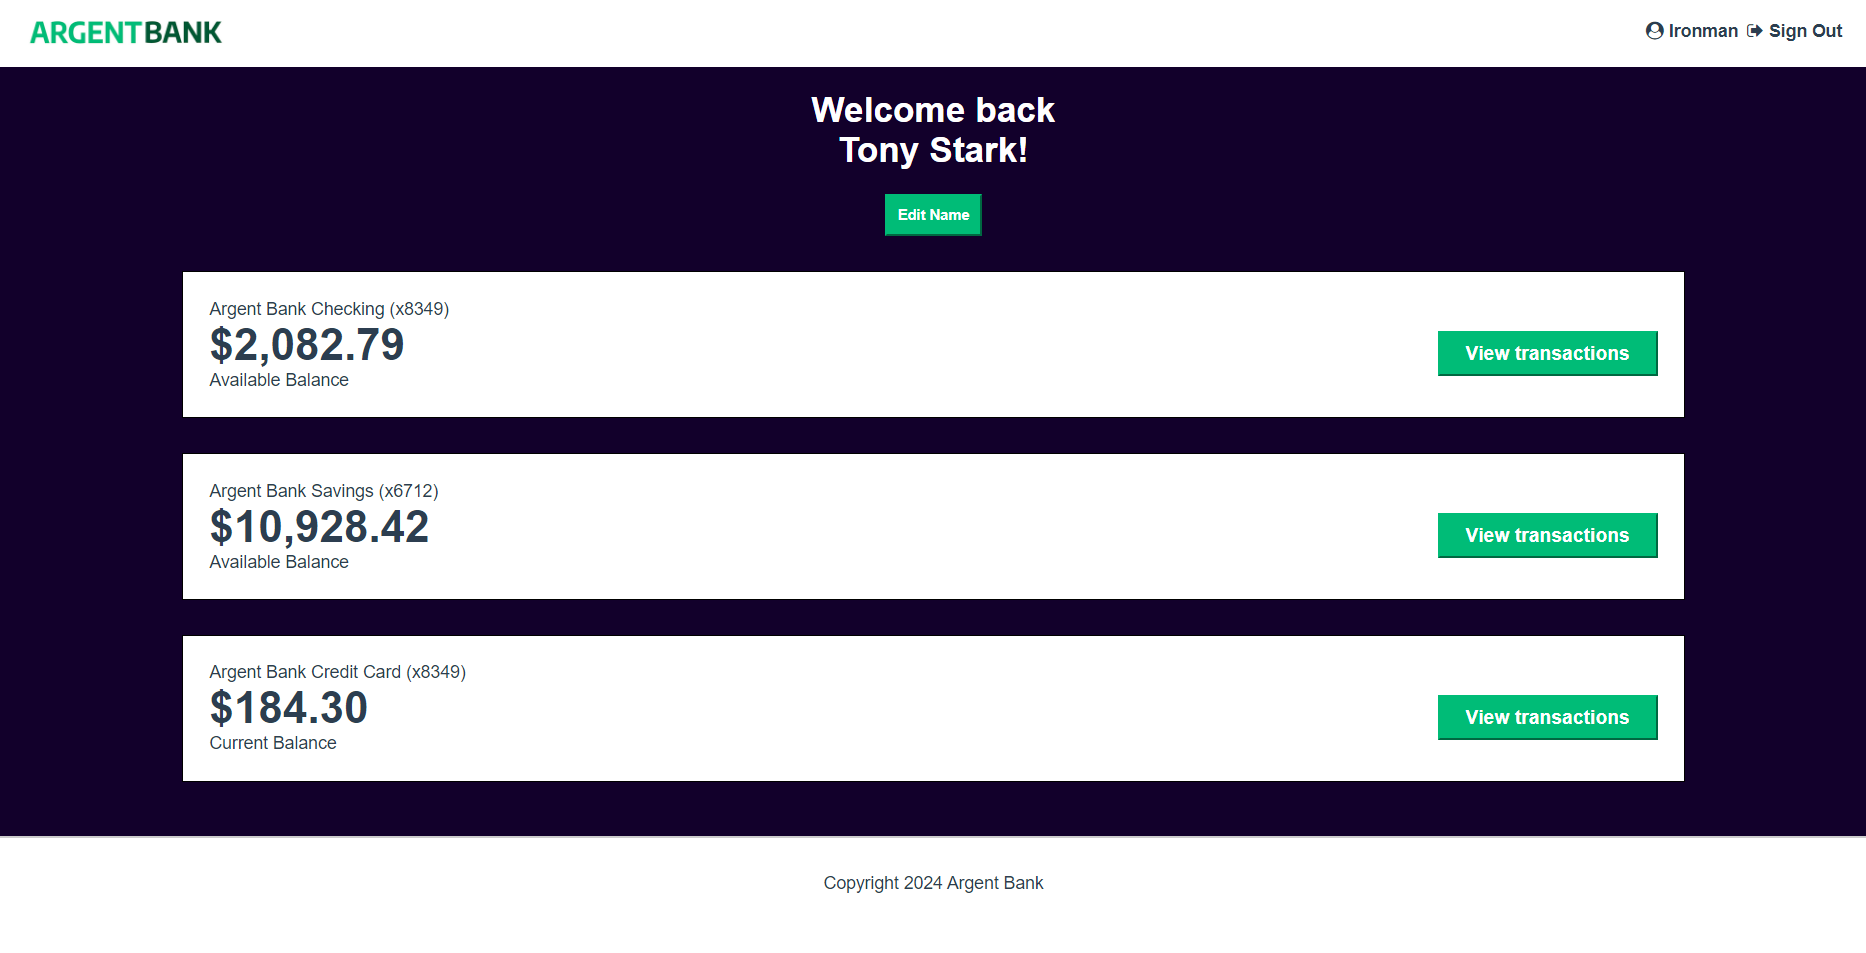 ARGENTBANK
Ironman Sign Out
Welcome back
Tony Stark!
Edit Name
Argent Bank Checking (x8349)
$2,082.79
Available Balance
View transactions
Argent Bank Savings (x6712)
$10,928.42
Available Balance
View transactions
Argent Bank Credit Card (x8349)
$184.30
Current Balance
View transactions
Copyright 2024 Argent Bank